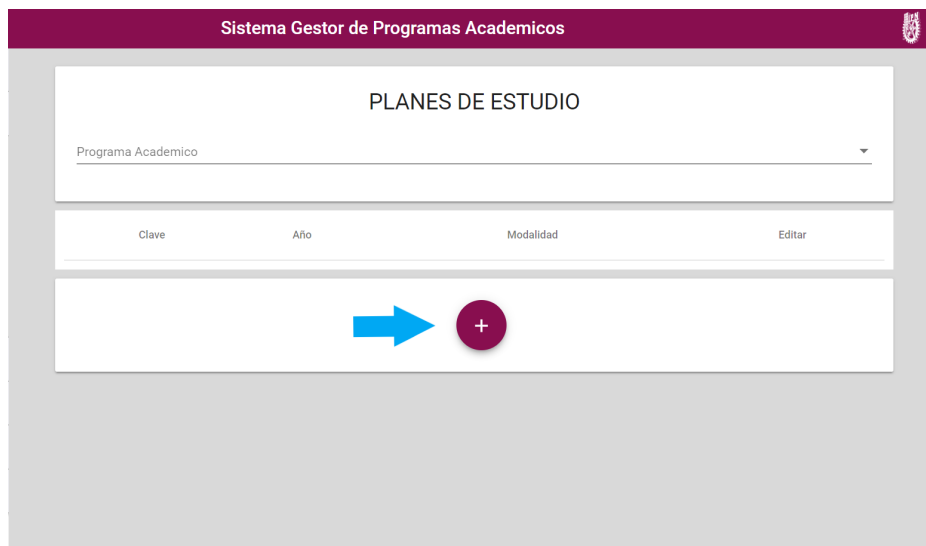 Sistema Gestor de Programas Academicos
PLANES DE ESTUDIO
Programa Academico
Clave Año Modalidad Editar
+